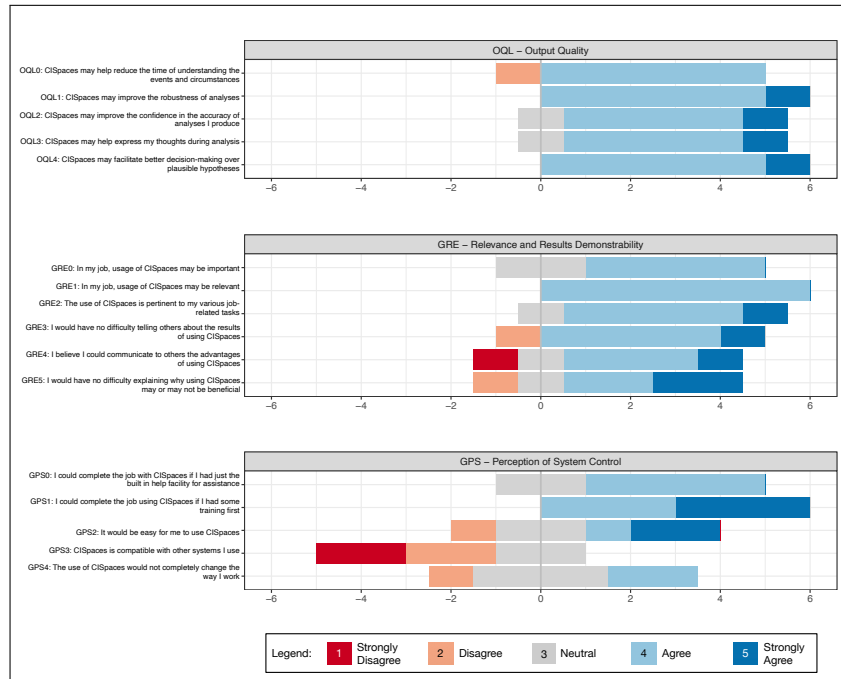 OQL – Output Quality
OQL0: CISpaces may help reduce the time of understanding the
events and circumstances
OQL1: CISpaces may improve the robustness of analyses
OQL2: CISpaces may improve the confidence in the accuracy of
analyses I produce
OQL3: CISpaces may help express my thoughts during analysis
OQL4: CISpaces may facilitate better decision-making over
plausible hypotheses
−6 −4 −2 0 2 4 6
GRE – Relevance and Results Demonstrability
GRE0: In my job, usage of CISpaces may be important
GRE1: In my job, usage of CISpaces may be relevant
GRE2: The use of CISpaces is pertinent to my various job-
related tasks
GRE3: I would have no difficulty telling others about the results
of using CISpaces
GRE4: I believe I could communicate to others the advantages
of using CISpaces
GRE5: I would have no difficulty explaining why using CISpaces
may or may not be beneficial
−6 −4 −2 0 2 4 6
GPS – Perception of System Control
GPS0: I could complete the job with CISpaces if I had just the
built in help facility for assistance
GPS1: I could complete the job using CISpaces if I had some
training first
GPS2: It would be easy for me to use CISpaces
GPS3: CISpaces is compatible with other systems I use
GPS4: The use of CISpaces would not completely change the
way I work
−6 −4 −2 0 2 4 6
Legend: 1 Strongly Disagree 2 Disagree 3 Neutral 4 Agree 5 Strongly Agree